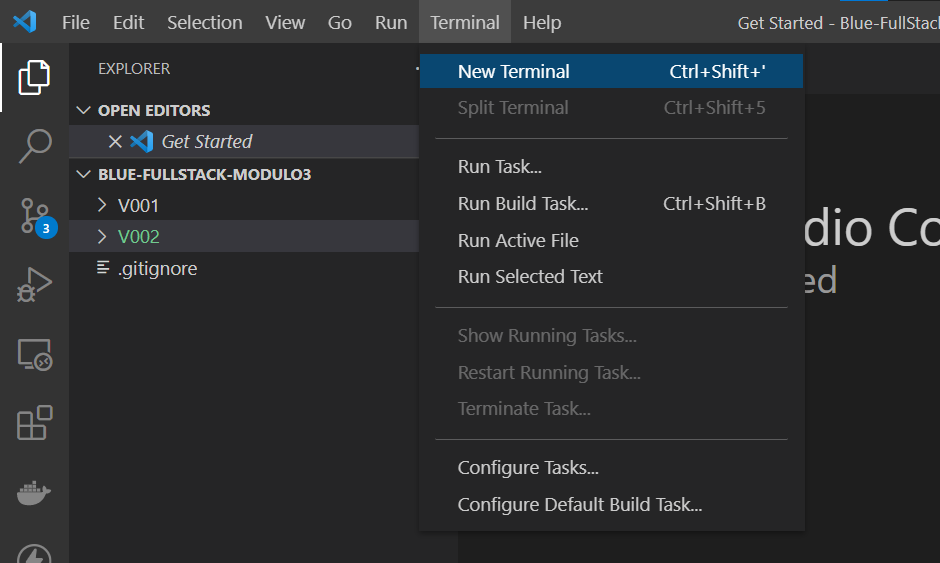 File Edit Selection View Go Run Terminal Help Get Started - Blue-FullStac
EXPLORER
OPEN EDITORS
Get Started
BLUE-FULLSTACK-MODULO3
V001
V002
.gitignore
3
New Terminal Ctrl+Shift+'
Split Terminal Ctrl+Shift+5
Run Task...
Run Build Task... Ctrl+Shift+B
Run Active File
Run Selected Text
Show Running Tasks...
Restart Running Task...
Terminate Task...
Configure Tasks...
Configure Default Build Task...
dio Co
ed